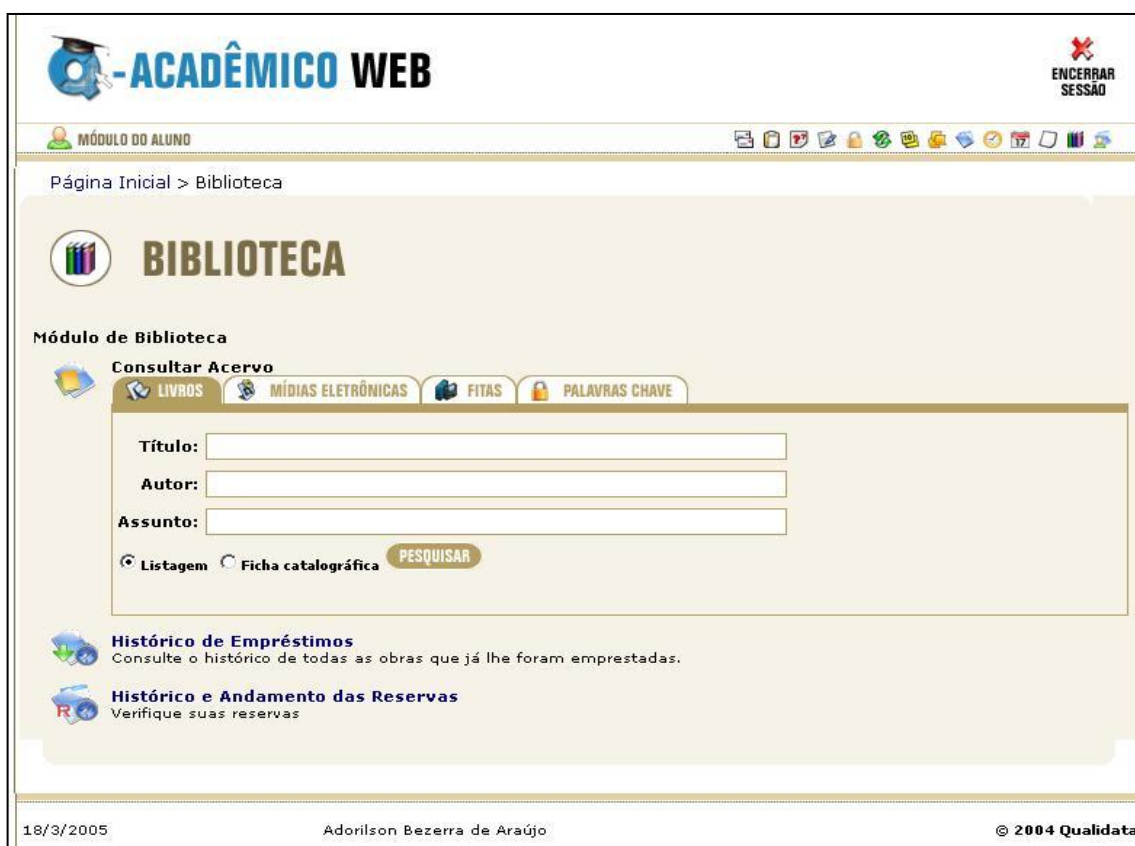 Q-ACADÊMICO WEB
ENCERRAR
SESSÃO
MÓDULO DO ALUNO
Página Inicial > Biblioteca
BIBLIOTECA
Módulo de Biblioteca
Consultar Acervo
LIVROS MÍDIAS ELETRÔNICAS FITAS PALAVRAS CHAVE
Título:
Autor:
Assunto:
Listagem Ficha catalográfica PESQUISAR
Histórico de Empréstimos
Consulte o histórico de todas as obras que já lhe foram emprestadas.
Histórico e Andamento das Reservas
Verifique suas reservas
18/3/2005 Adorilson Bezerra de Araújo © 2004 Qualidata